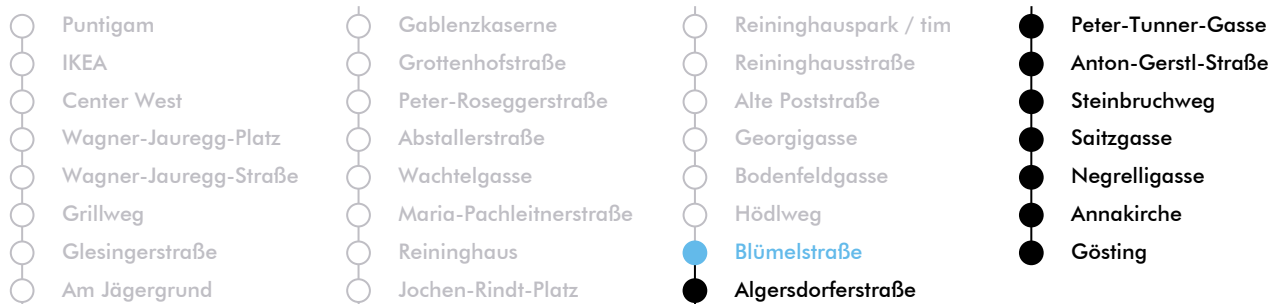 Puntigam
IKEA
Center West
Wagner-Jauregg-Platz
Wagner-Jauregg-Straße
Grillweg
Glesingerstraße
Am Jägergrund
Gablenzkaserne
Grottenhofstraße
Peter-Roseggerstraße
Abstallerstraße
Wachtelgasse
Maria-Pachleitnerstraße
Reininghaus
Jochen-Rindt-Platz
Reininghauspark / tim
Reininghausstraße
Alte Poststraße
Georgigasse
Bodenfeldgasse
Hödlweg
Blümelstraße
Algersdorferstraße
Peter-Tunner-Gasse
Anton-Gerstl-Straße
Steinbruchweg
Saitzgasse
Negrelligasse
Annakirche
Gösting